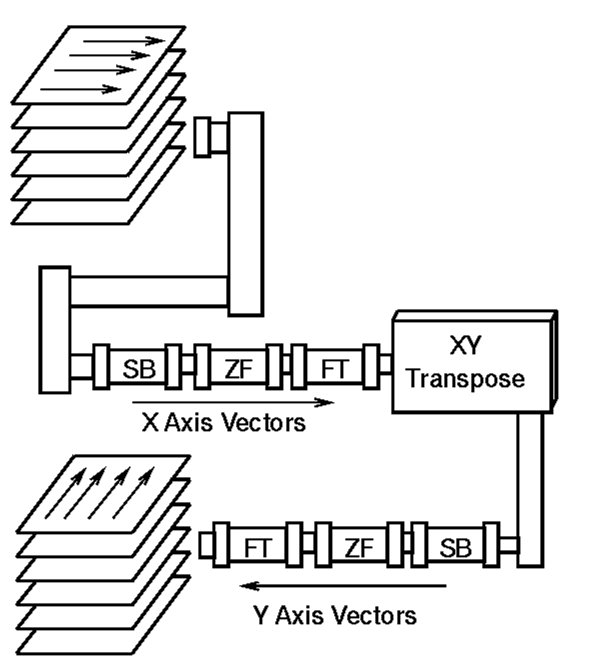 SB ZF FT
XY
Transpose
X Axis Vectors
FT ZF SB
Y Axis Vectors